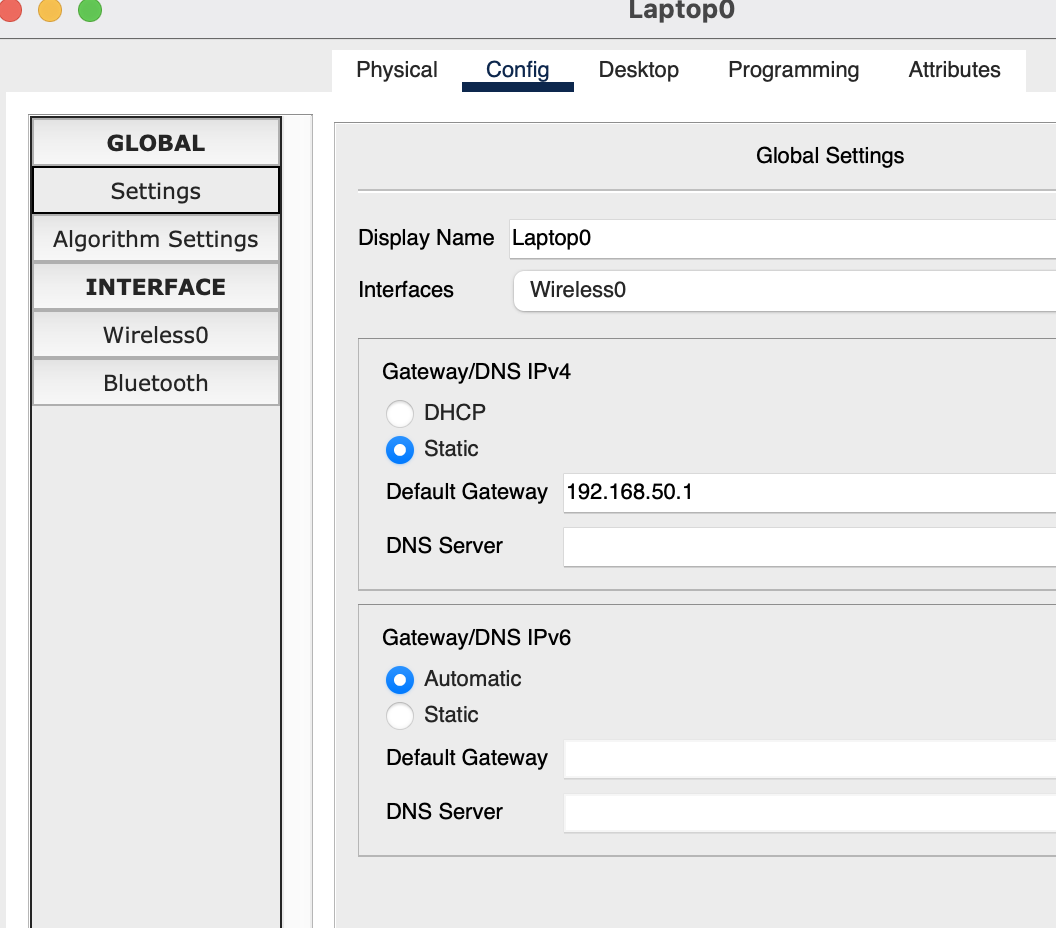 Laptop0
Physical Config Desktop Programming Attributes
GLOBAL
Settings
Algorithm Settings
INTERFACE
Wireless0
Bluetooth
Global Settings
Display Name Laptop0
Interfaces Wireless0
Gateway/DNS IPv4
DHCP
Static
Default Gateway 192.168.50.1
DNS Server
Gateway/DNS IPv6
Automatic
Static
Default Gateway
DNS Server